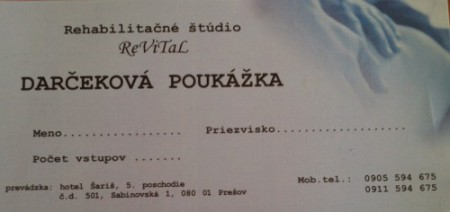 Rehabilitačné štúdio
ReViTaL
DARČEKOVÁ POUKÁŽKA
Meno................ Priezvisko..................
Počet vstupov .......
prevádzka: hotel Šariš, 5. poschodie
č.d. 501, Sabinovská 1, 080 01 Prešov
Mob.tel.: 0905 594 675
0911 594 675